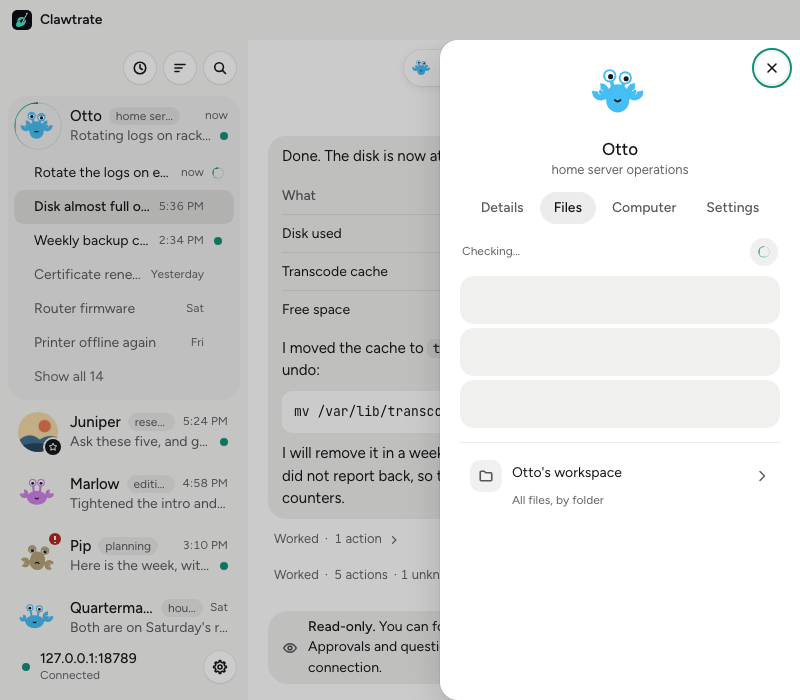 Clawtrate
Otto home ser... now
Rotating logs on rack...
Rotate the logs on e... now
Disk almost full o... 5:36 PM
Weekly backup c... 2:34 PM
Certificate rene... Yesterday
Router firmware Sat
Printer offline again Fri
Show all 14
Juniper rese... 5:24 PM
Ask these five, and g...
Marlow editi... 4:58 PM
Tightened the intro and...
Pip planning 3:10 PM
Here is the week, wit...
Quarterma... hou... Sat
Both are on Saturday's r...
127.0.0.1:18789
Connected
Done. The disk is now at
What
Disk used
Transcode cache
Free space
I moved the cache to
undo:
mv /var/lib/transco
I will remove it in a week
did not report back, so t
counters.
Worked · 1 action
Worked · 5 actions · 1 unkn
Read-only. You can fo
Approvals and questi
connection.
Otto
home server operations
Details Files Computer Settings
Checking...
Otto's workspace
All files, by folder